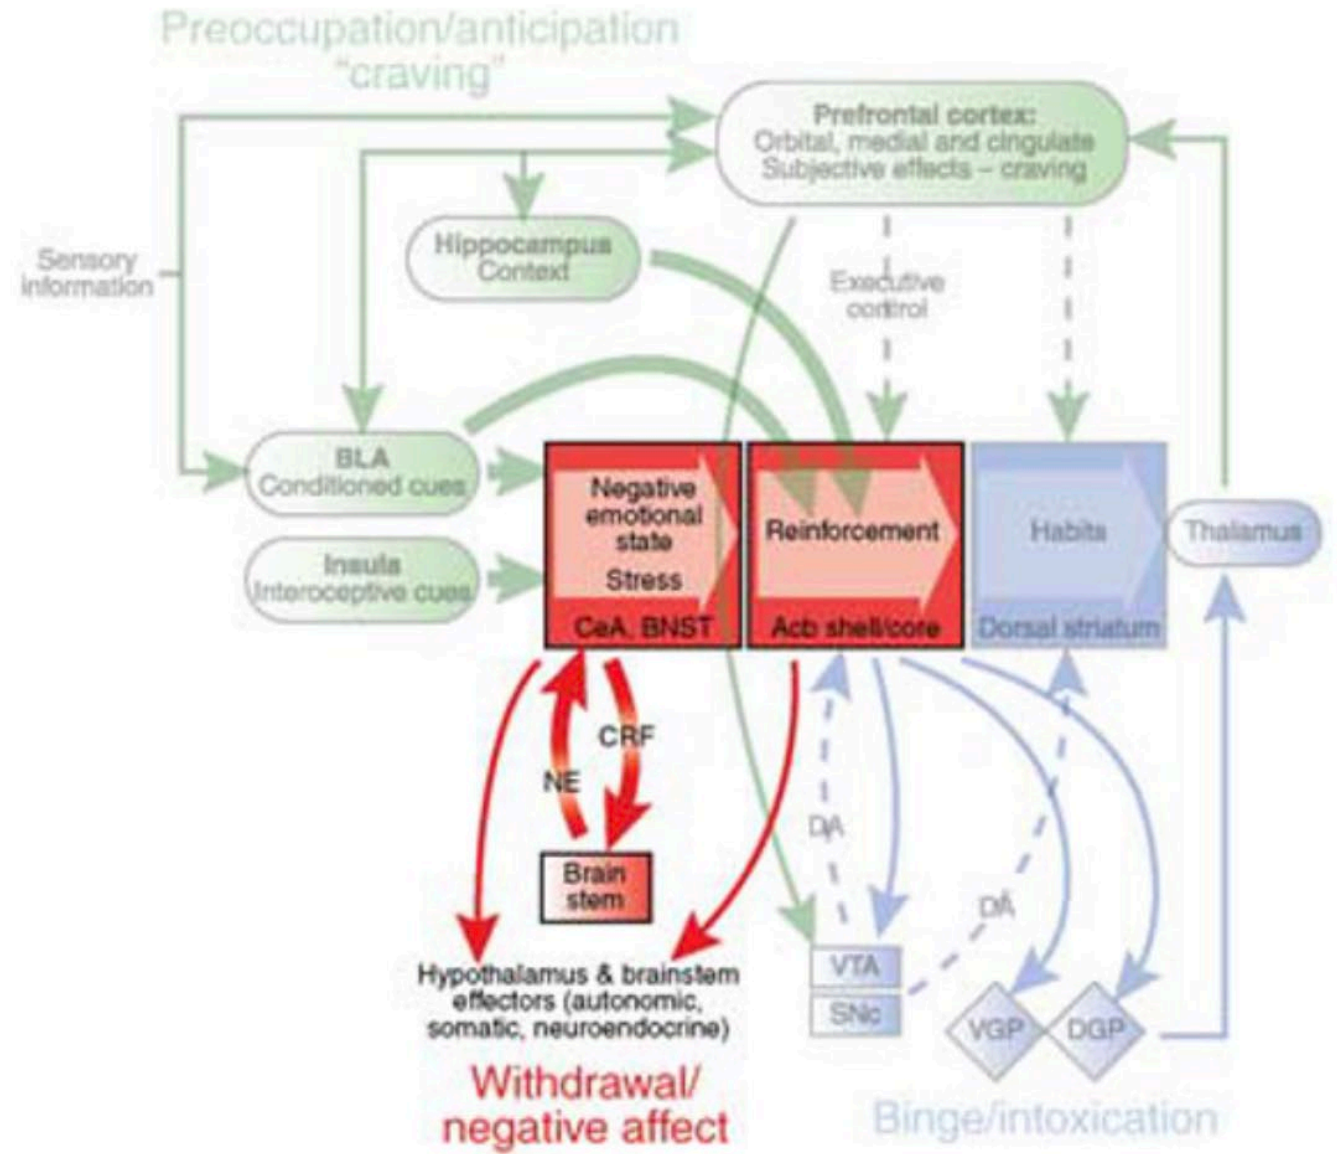 Preoccupation/anticipation
“craving”
Prefrontal cortex:
Orbital, medial and cingulate
Subjective effects – craving
Hippocampus
Context
Sensory
information
Executive
control
BLA
Conditioned cues
Insula
Interoceptive cues
Negative
emotional
state
Stress
CeA, BNST
Reinforcement
Acb shell/core
Habits
Dorsal striatum
Thalamus
CRF
NE
Brain
stem
DA
DA
VTA
SNc
VGP
DGP
Hypothalamus & brainstem
effectors (autonomic,
somatic, neuroendocrine)
Withdrawal/
negative affect
Binge/intoxication